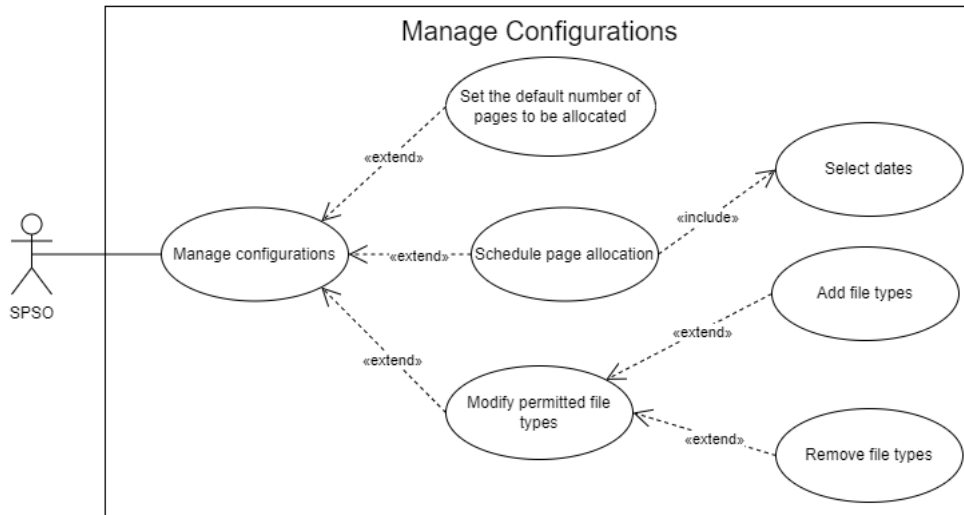 Manage Configurations
Set the default number of
pages to be allocated
«extend»
Select dates
«include»
Manage configurations
«extend»
Schedule page allocation
SPSO
Add file types
«extend»
«extend»
Modify permitted file
types
«extend»
Remove file types